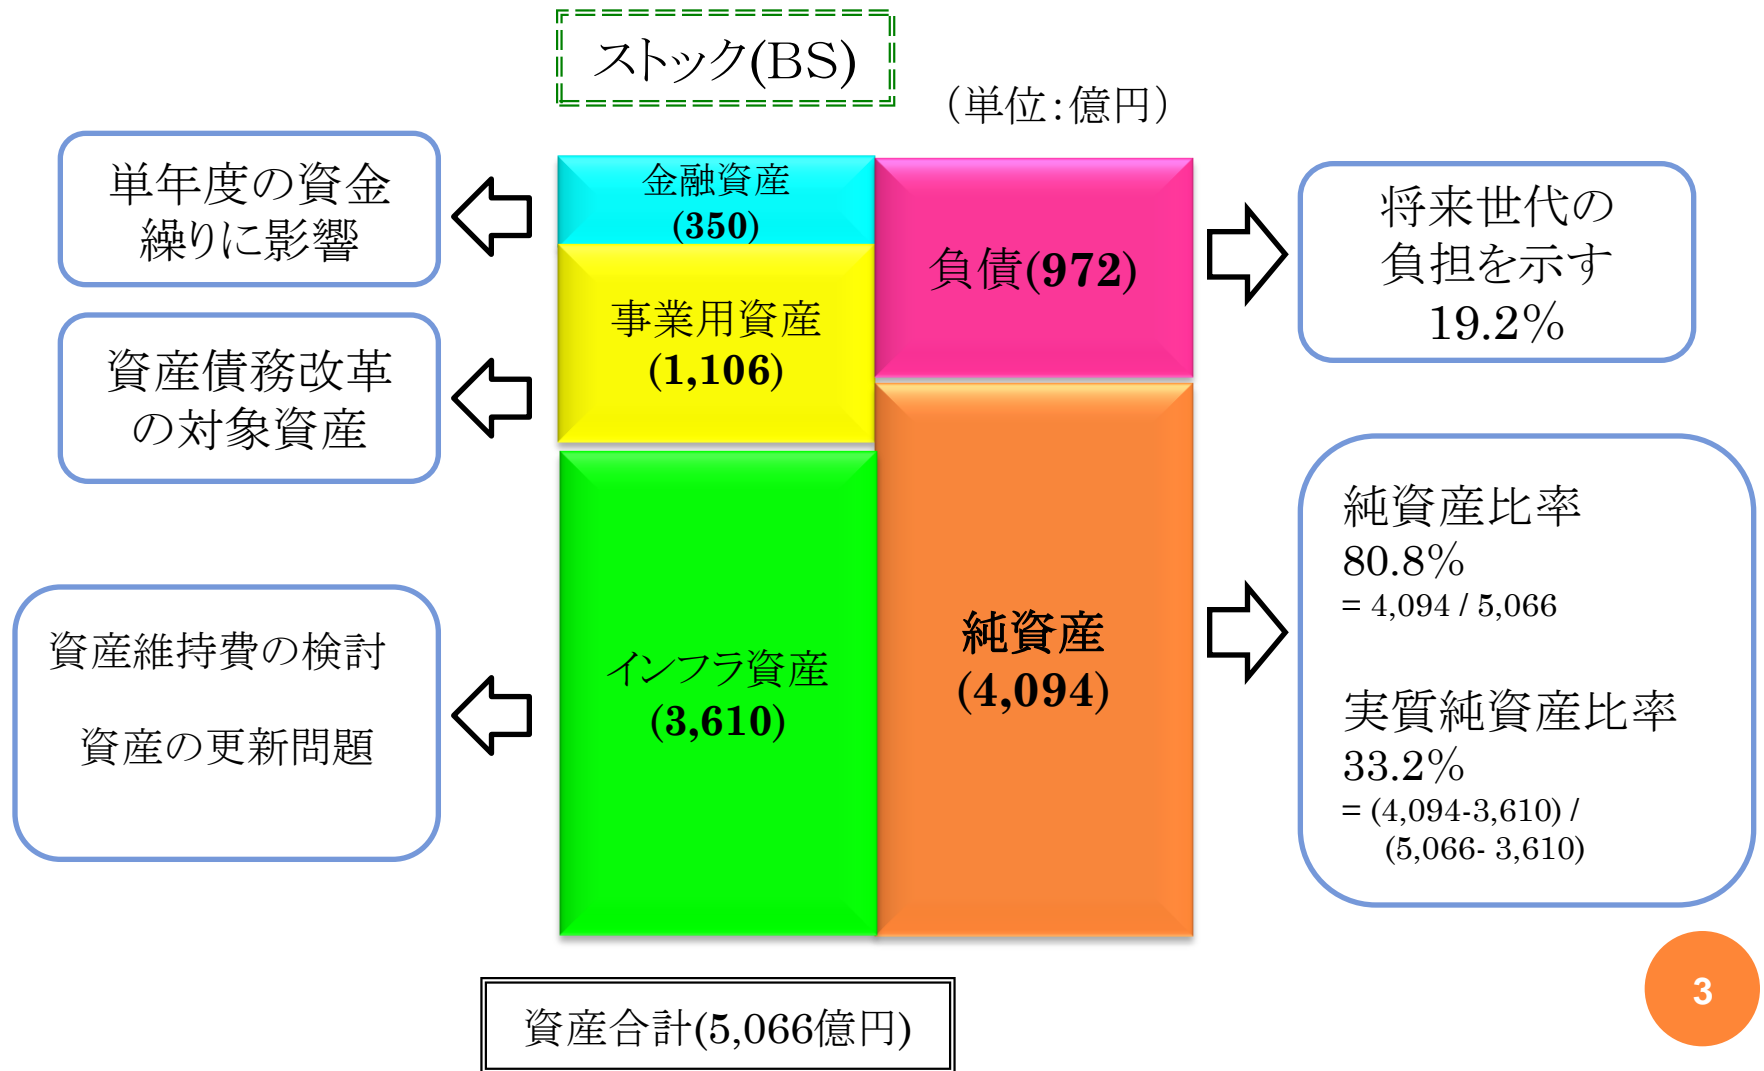 ストック(BS)
（単位：億円）
単年度の資金
繰りに影響
資産債務改革
の対象資産
資産維持費の検討
資産の更新問題
金融資産
(350)
事業用資産
(1,106)
インフラ資産
(3,610)
負債(972)
純資産
(4,094)
将来世代の
負担を示す
19.2％
純資産比率
80.8％
= 4,094 / 5,066
実質純資産比率
33.2％
= (4,094-3,610) /
(5,066- 3,610)
資産合計(5,066億円)
3